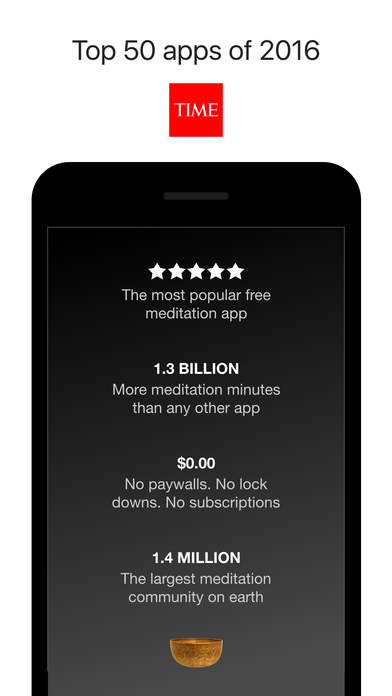 Top 50 apps of 2016
TIME
The most popular free
meditation app
1.3 BILLION
More meditation minutes
than any other app
$0.00
No paywalls. No lock
downs. No subscriptions
1.4 MILLION
The largest meditation
community on earth